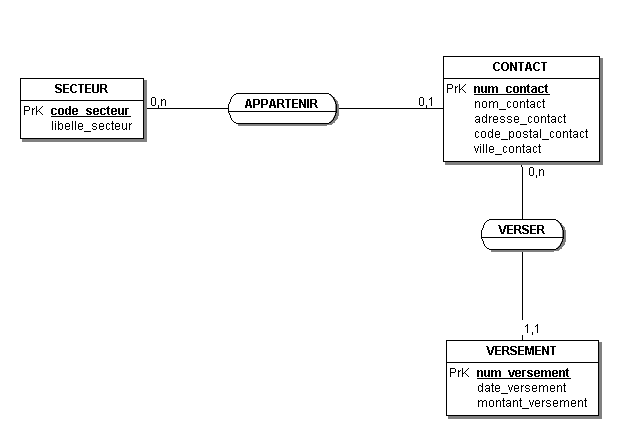 SECTEUR
PrK code_secteur
libelle_secteur
0,n
APPARTENIR
0,1
CONTACT
PrK num_contact
nom_contact
adresse_contact
code_postal_contact
ville_contact
0,n
VERSER
1,1
VERSEMENT
PrK num_versement
date_versement
montant_versement